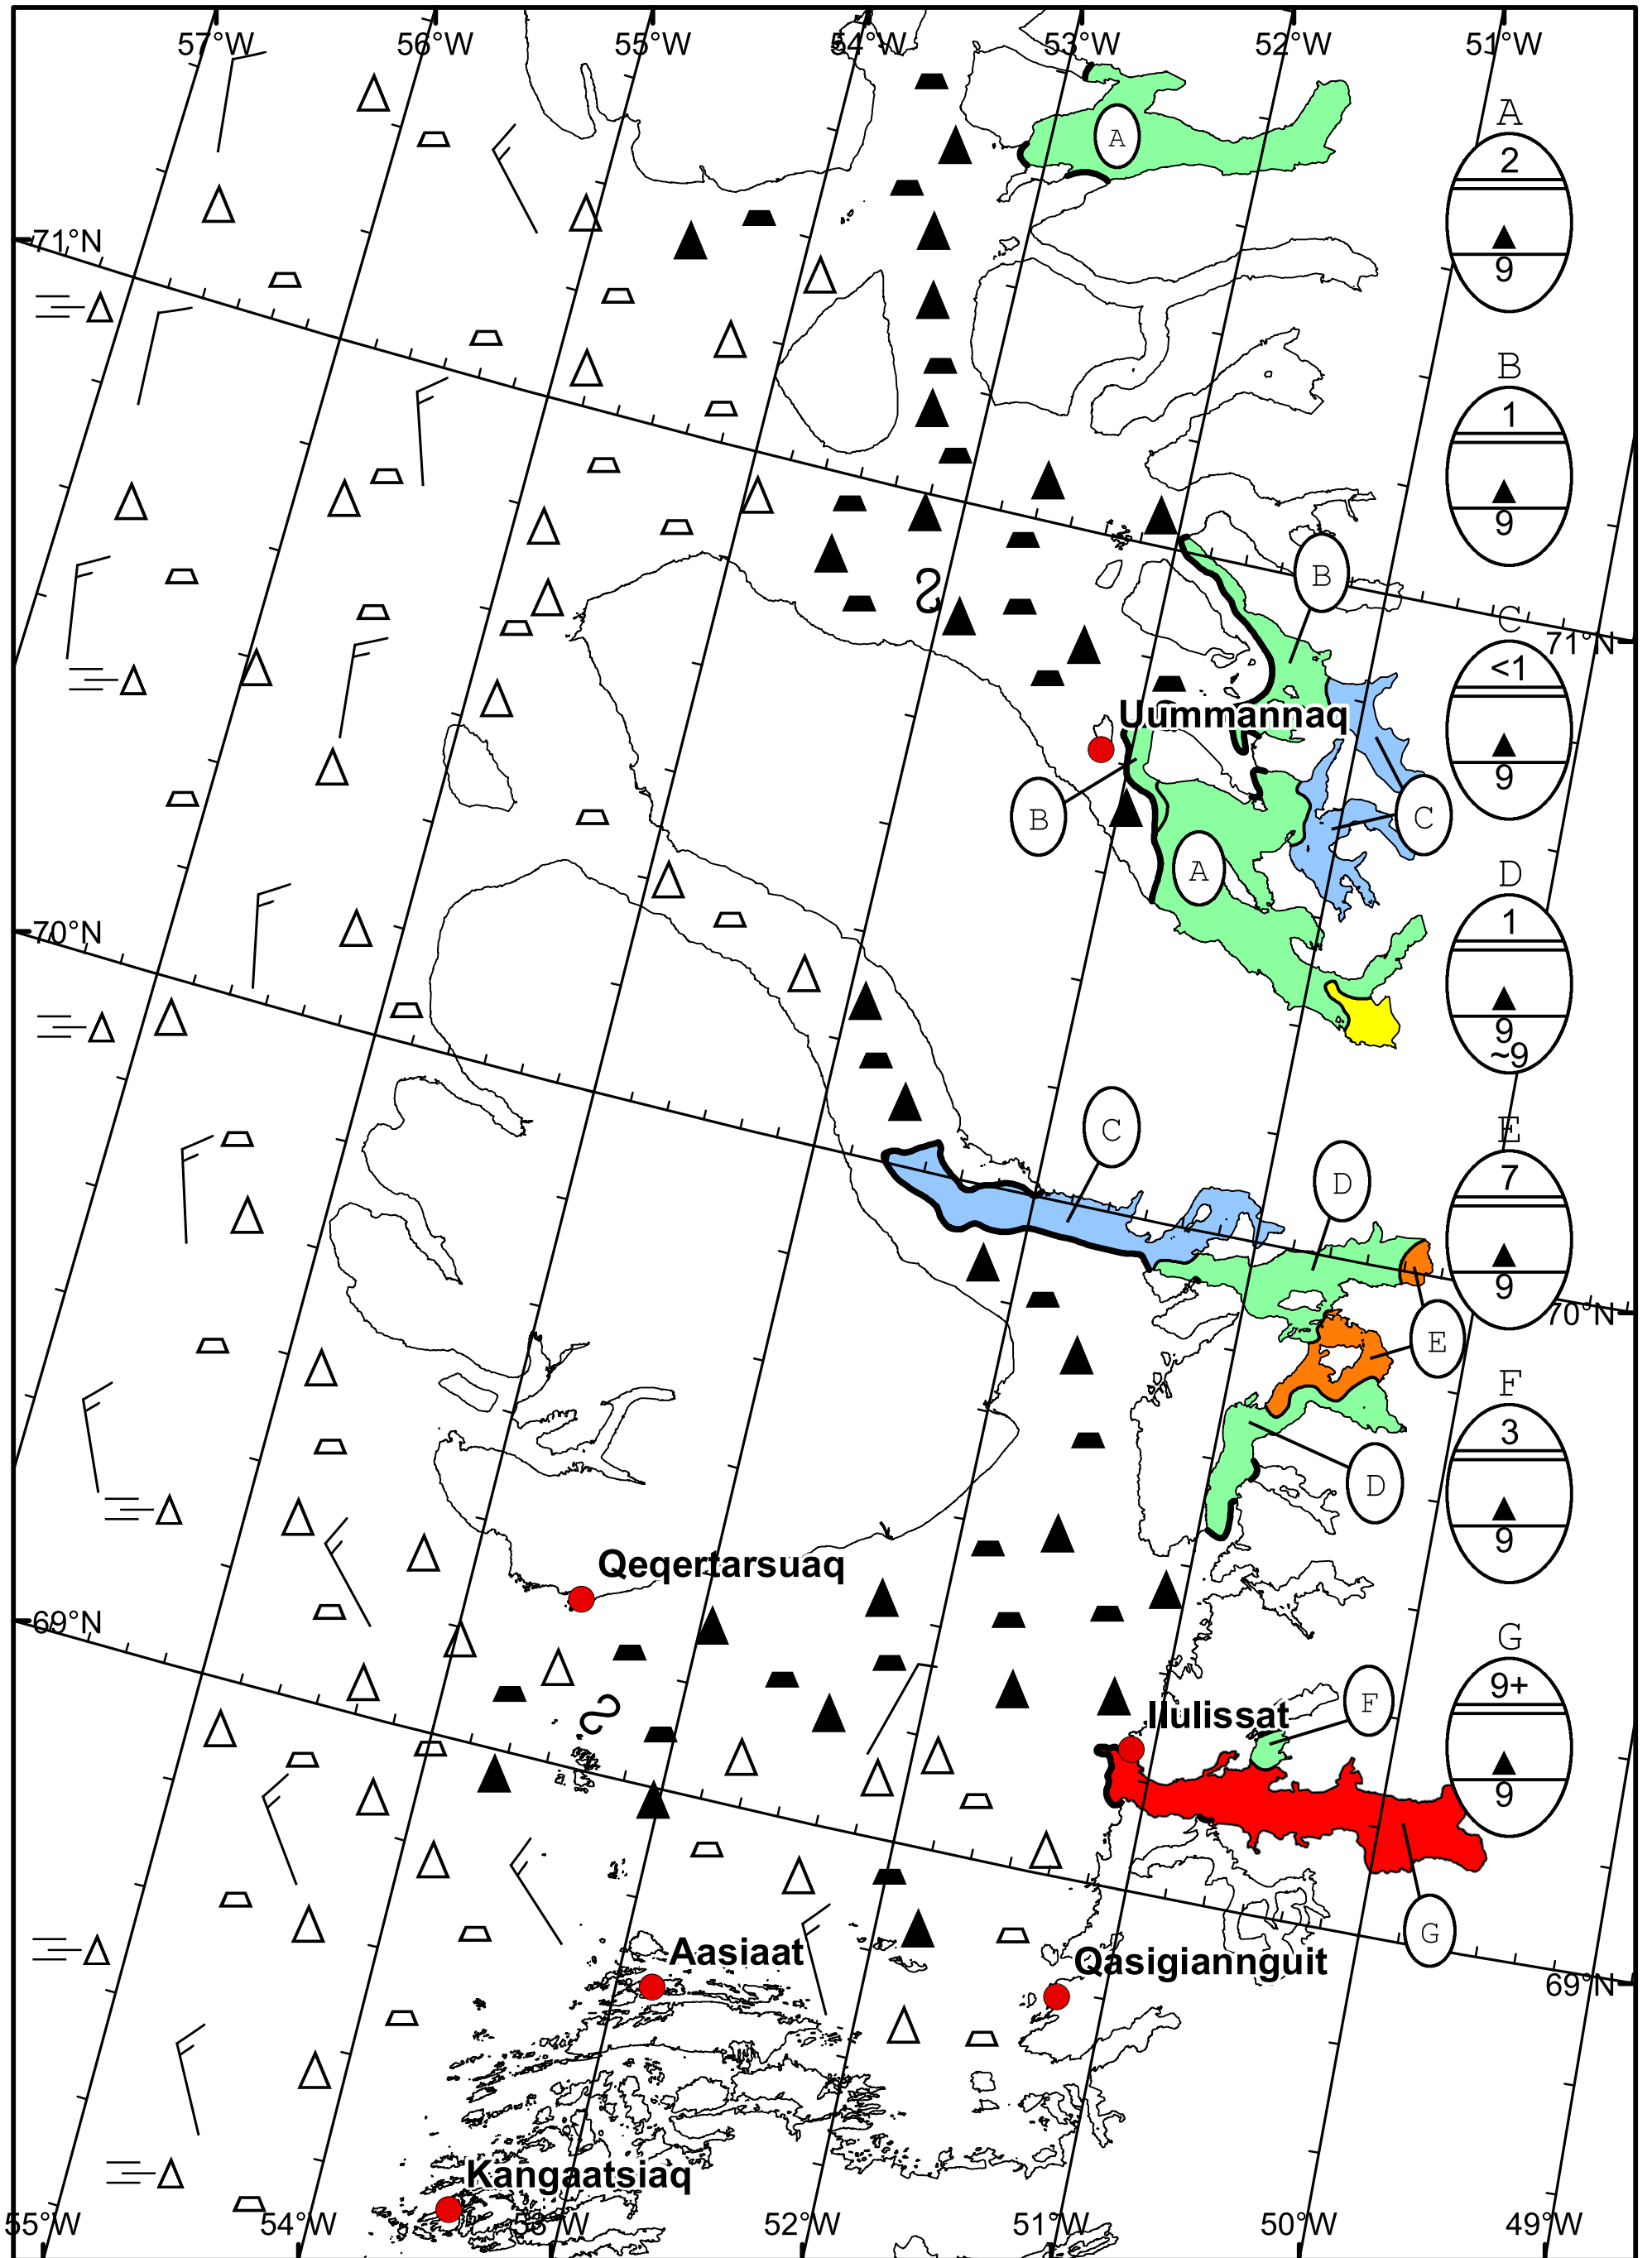 57°W 56°W 55°W 54°W 53°W 52°W 51°W
A
2
9
A
71°N
B
1
9
B
C
<1
9
71°N
Uummannaq
B
C
A
D
1
9
~9
70°N
C
D
E
7
9
70°N
E
F
3
9
D
Qeqertarsuaq
69°N
G
9+
9
F
Ilulissat
G
Aasiaat
Qasigiannguit
69°N
Kangaatsiaq
55°W 54°W 53°W 52°W 51°W 50°W 49°W